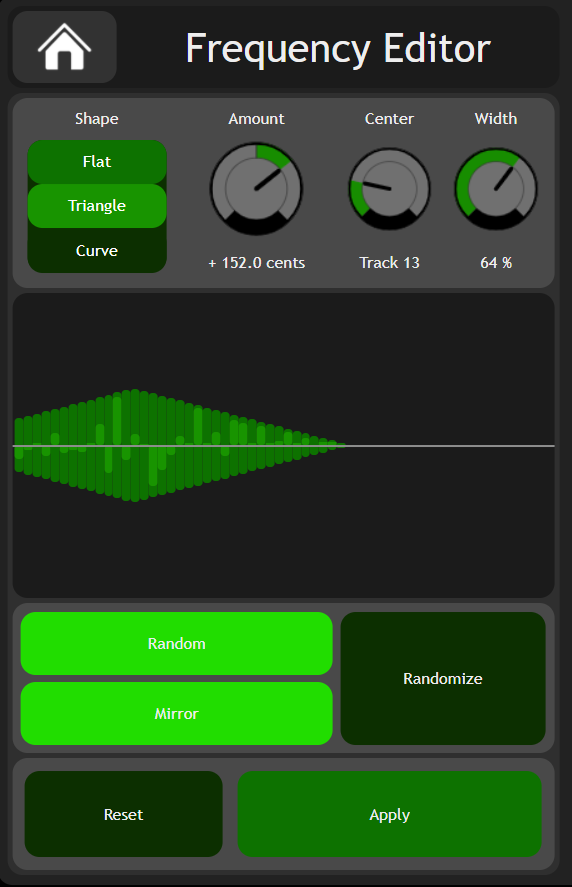 Frequency Editor
Shape
Amount
Center
Width
Flat
Triangle
Curve
+ 152.0 cents
Track 13
64 %
Random
Mirror
Randomize
Reset
Apply